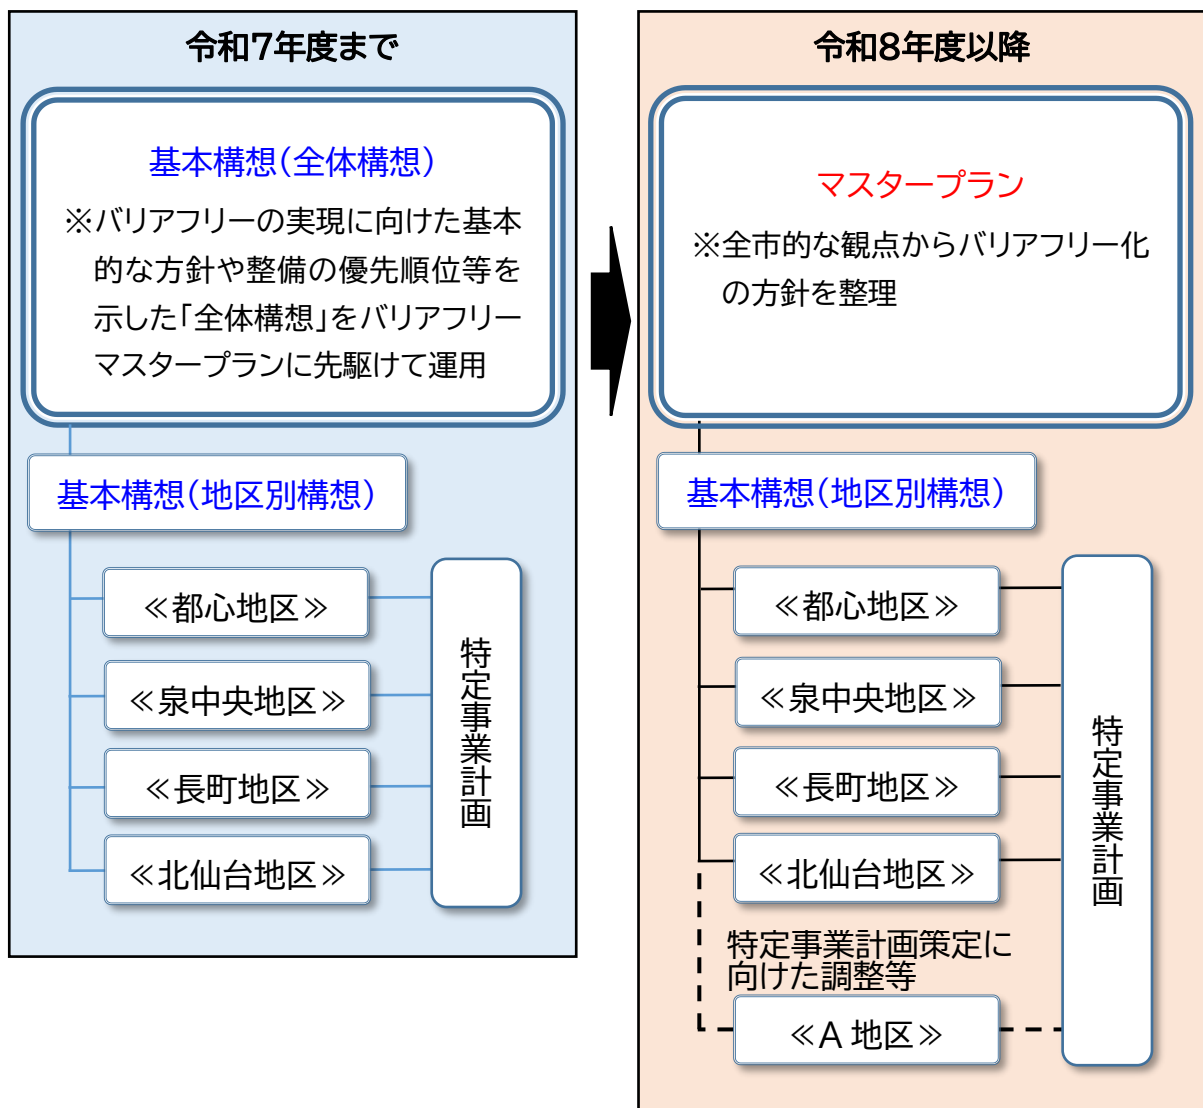 令和7年度まで
基本構想(全体構想)
※バリアフリーの実現に向けた基本
的な方針や整備の優先順位等を
示した「全体構想」をバリアフリー
マスタープランに先駆けて運用
基本構想(地区別構想)
≪都心地区≫
≪泉中央地区≫
≪長町地区≫
≪北仙台地区≫
特定事業計画
令和8年度以降
マスタープラン
※全市的な観点からバリアフリー化
の方針を整理
基本構想(地区別構想)
≪都心地区≫
≪泉中央地区≫
≪長町地区≫
≪北仙台地区≫
特定事業計画策定に
向けた調整等
≪A 地区≫
特定事業計画